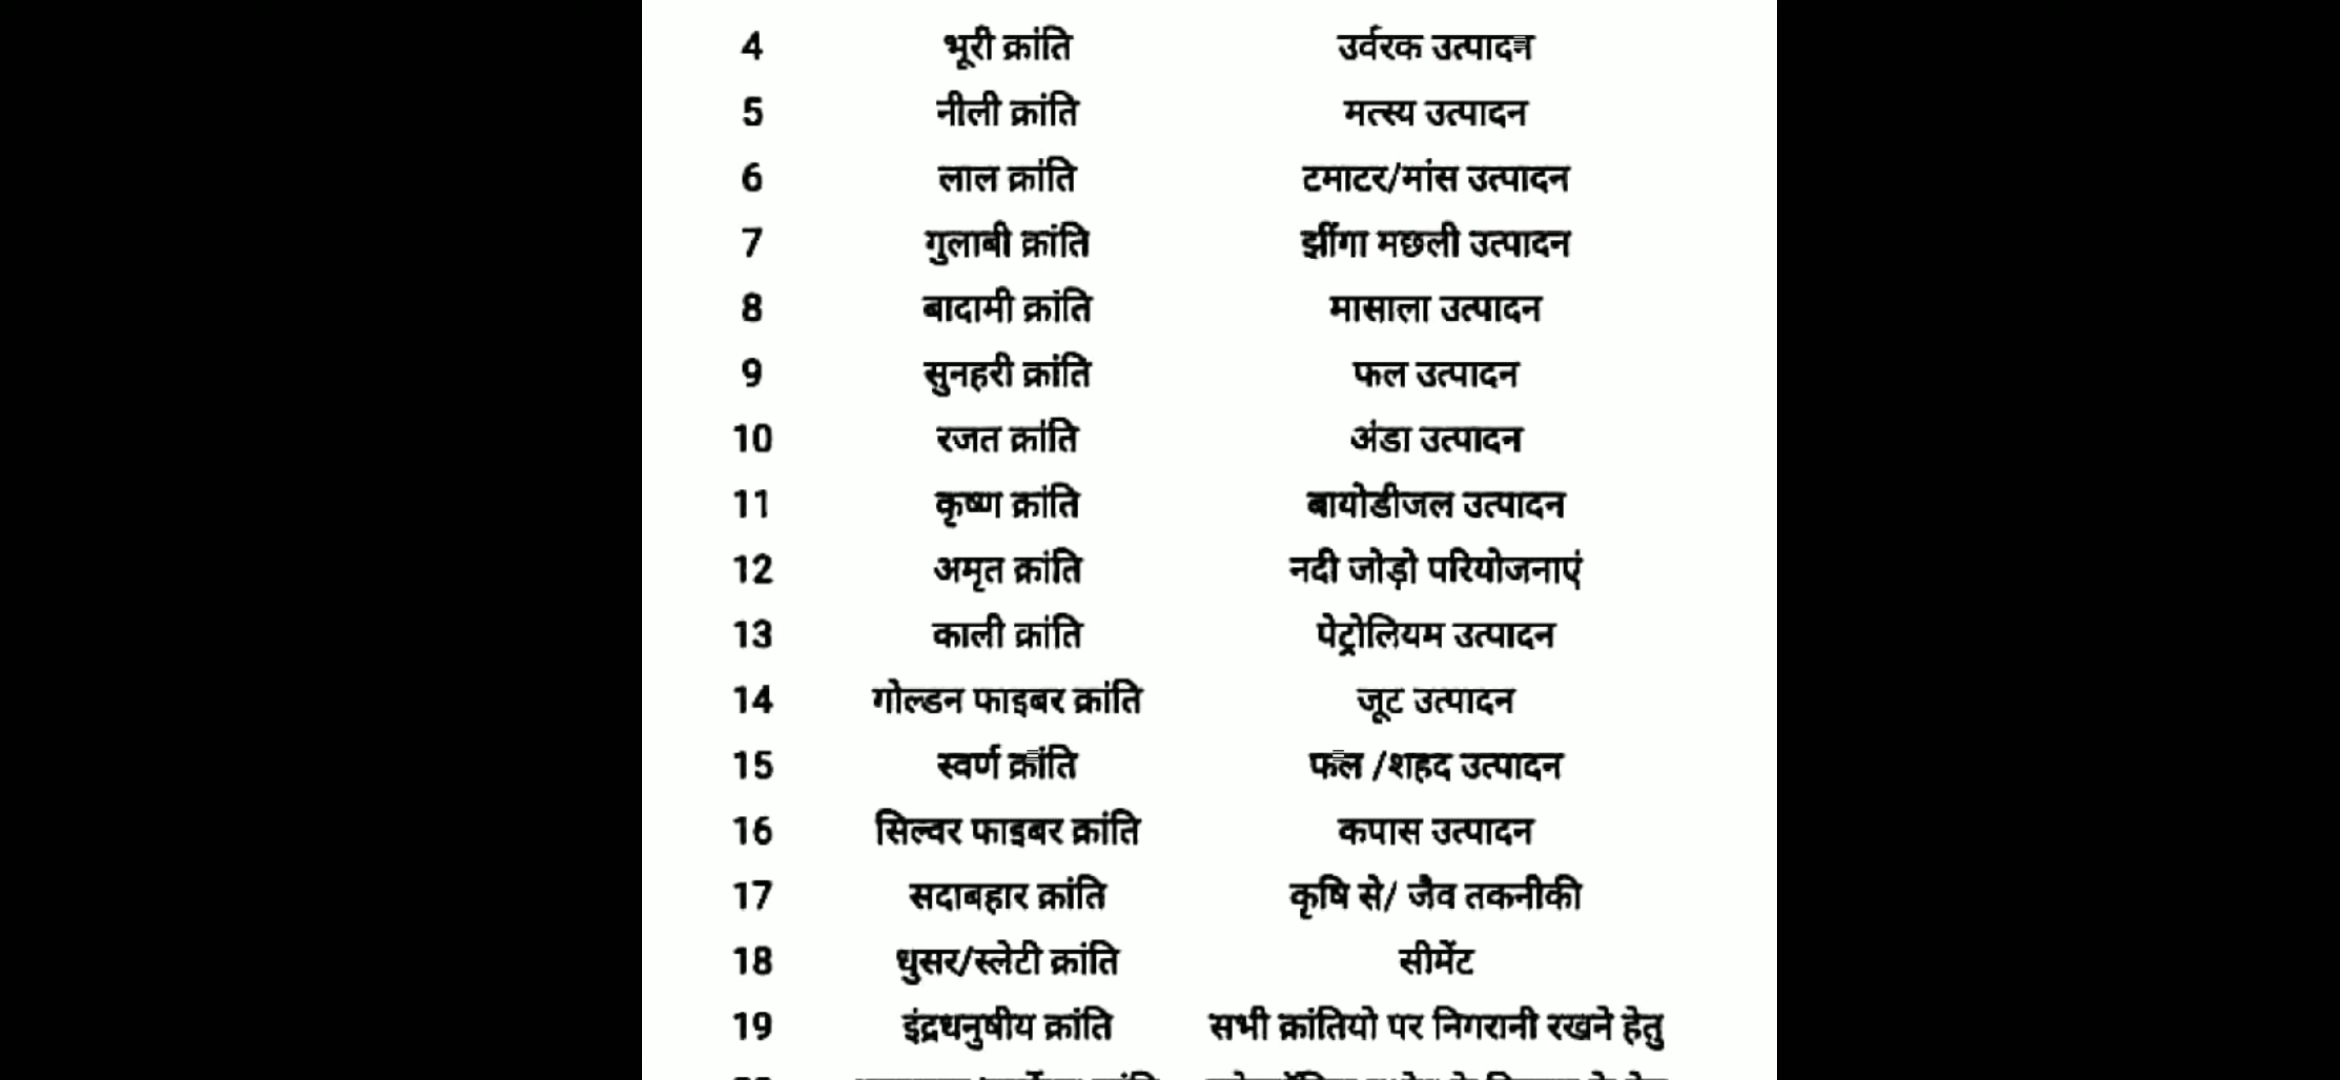 4 भूरी क्रांति उर्वरक उत्पादन
5 नीली क्रांति मत्स्य उत्पादन
6 लाल क्रांति टमाटर/मांस उत्पादन
7 गुलाबी क्रांति झींगा मछली उत्पादन
8 बादामी क्रांति मासाला उत्पादन
9 सुनहरी क्रांति फल उत्पादन
10 रजत क्रांति अंडा उत्पादन
11 कृष्ण क्रांति बायोडीजल उत्पादन
12 अमृत क्रांति नदी जोड़ो परियोजनाएं
13 काली क्रांति पेट्रोलियम उत्पादन
14 गोल्डन फाइबर क्रांति जूट उत्पादन
15 स्वर्ण क्रांति फल /शहद उत्पादन
16 सिल्वर फाइबर क्रांति कपास उत्पादन
17 सदाबहार क्रांति कृषि से/ जैव तकनीकी
18 धुसर/स्लेटी क्रांति सीमेंट
19 इंद्रधनुषीय क्रांति सभी क्रांतियो पर निगरानी रखने हेतु